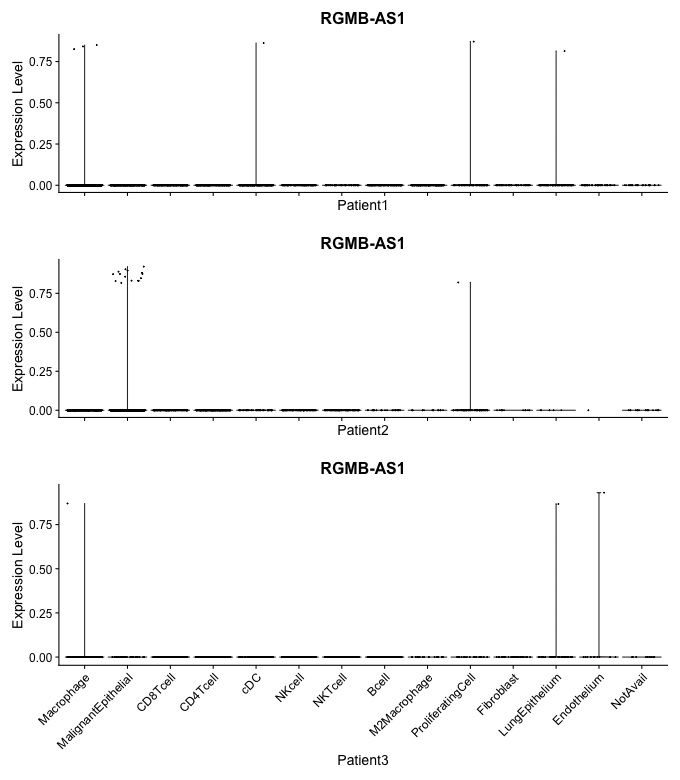 RGMB-AS1
Expression Level
0.75
0.50
0.25
0.00
Patient1
RGMB-AS1
Expression Level
0.75
0.50
0.25
0.00
Patient2
RGMB-AS1
Expression Level
0.75
0.50
0.25
0.00
Macrophage
MalignantEpithelial
CD8Tcell
CD4Tcell
cDC
NKcell
NKTcell
Bcell
M2Macrophage
ProliferatingCell
Fibroblast
LungEpithelium
Endothelium
NotAvail
Patient3